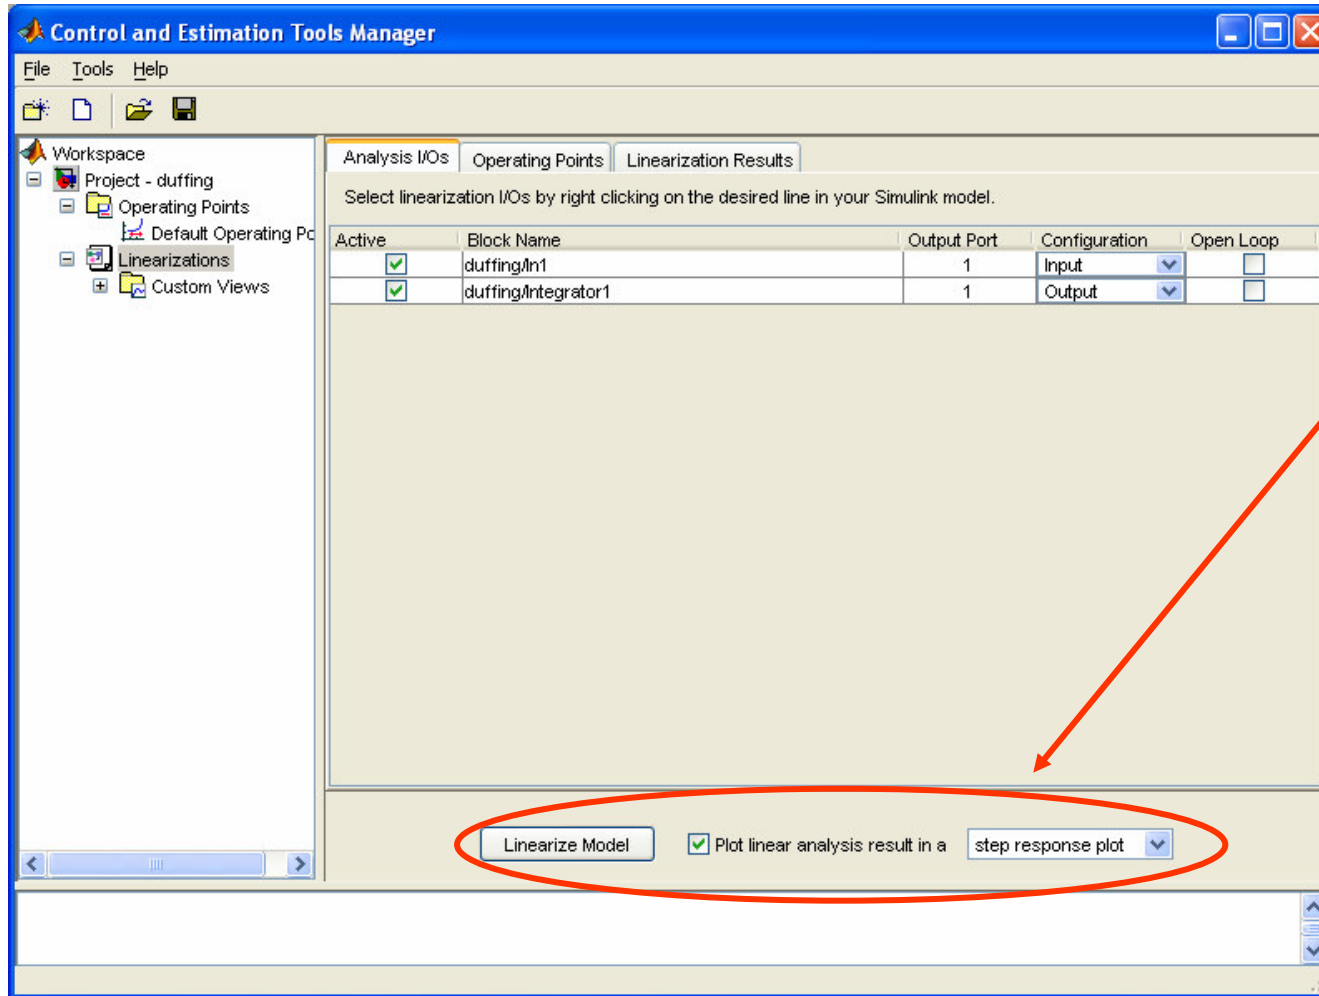 Control and Estimation Tools Manager
File Tools Help
Workspace
Project - duffing
Operating Points
Default Operating Po
Linearizations
Custom Views
Analysis I/Os Operating Points Linearization Results
Select linearization I/Os by right clicking on the desired line in your Simulink model.
Active Block Name Output Port Configuration Open Loop
duffing/In1 1 Input
duffing/Integrator1 1 Output
Linearize Model Plot linear analysis result in a step response plot